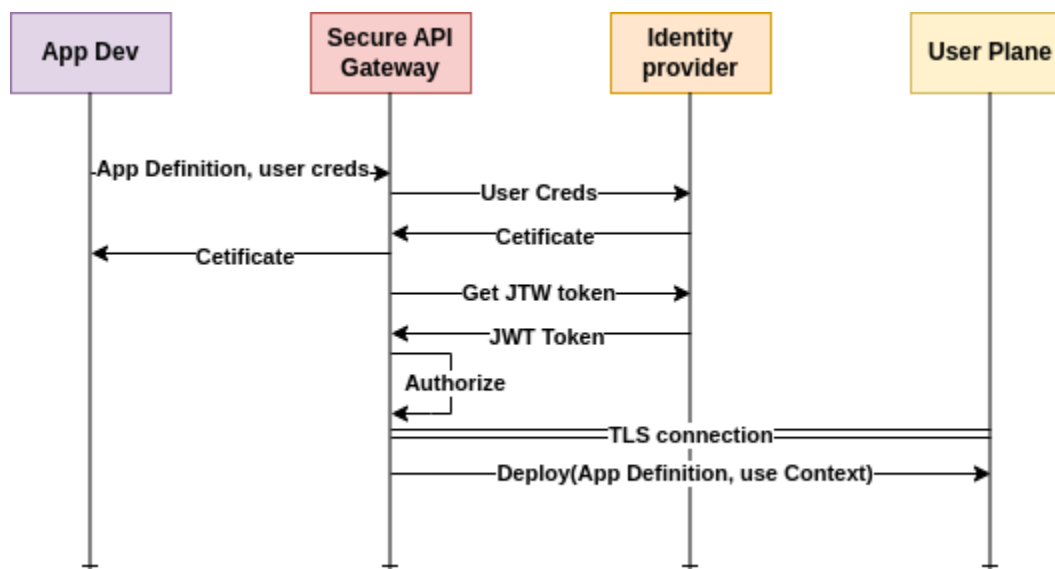 App Dev
Secure API
Gateway
Identity
provider
User Plane
App Definition, user creds
User Creds
Cetificate
Cetificate
Get JTW token
JWT Token
Authorize
TLS connection
Deploy(App Definition, use Context)